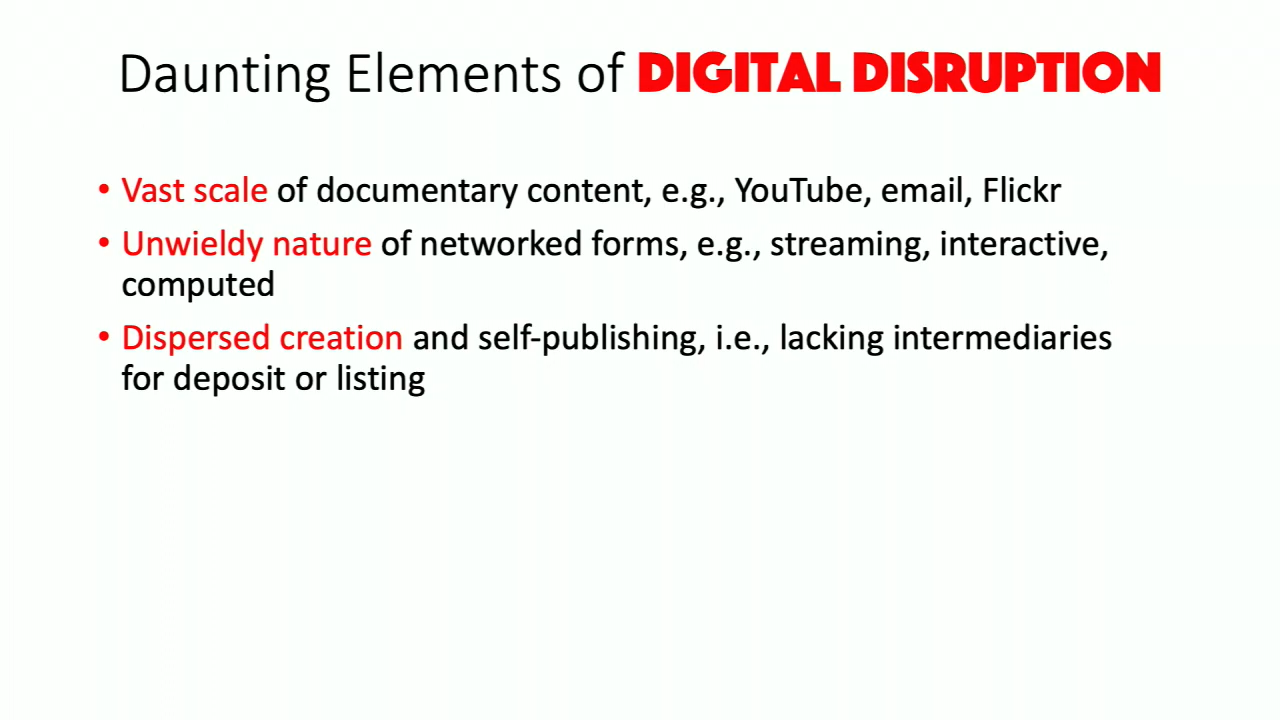 Daunting Elements of DIGITAL DISRUPTION
• Vast scale of documentary content, e.g., YouTube, email, Flickr
• Unwieldy nature of networked forms, e.g., streaming, interactive,
computed
• Dispersed creation and self-publishing, i.e., lacking intermediaries
for deposit or listing